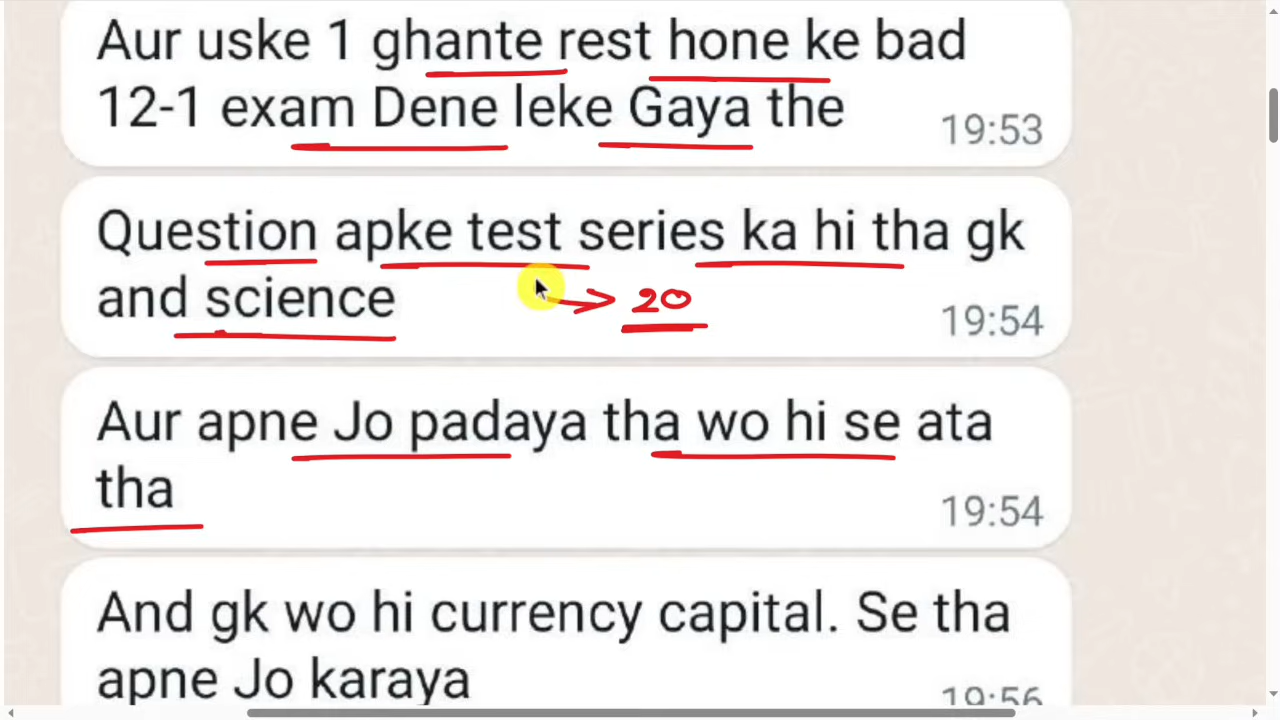 Aur uske 1 ghante rest hone ke bad
12-1 exam Dene leke Gaya the
19:53
Question apke test series ka hi tha gk
and science
20
19:54
Aur apne Jo padaya tha wo hi se ata
tha
19:54
And gk wo hi currency capital. Se tha
apne Jo karaya
19:56